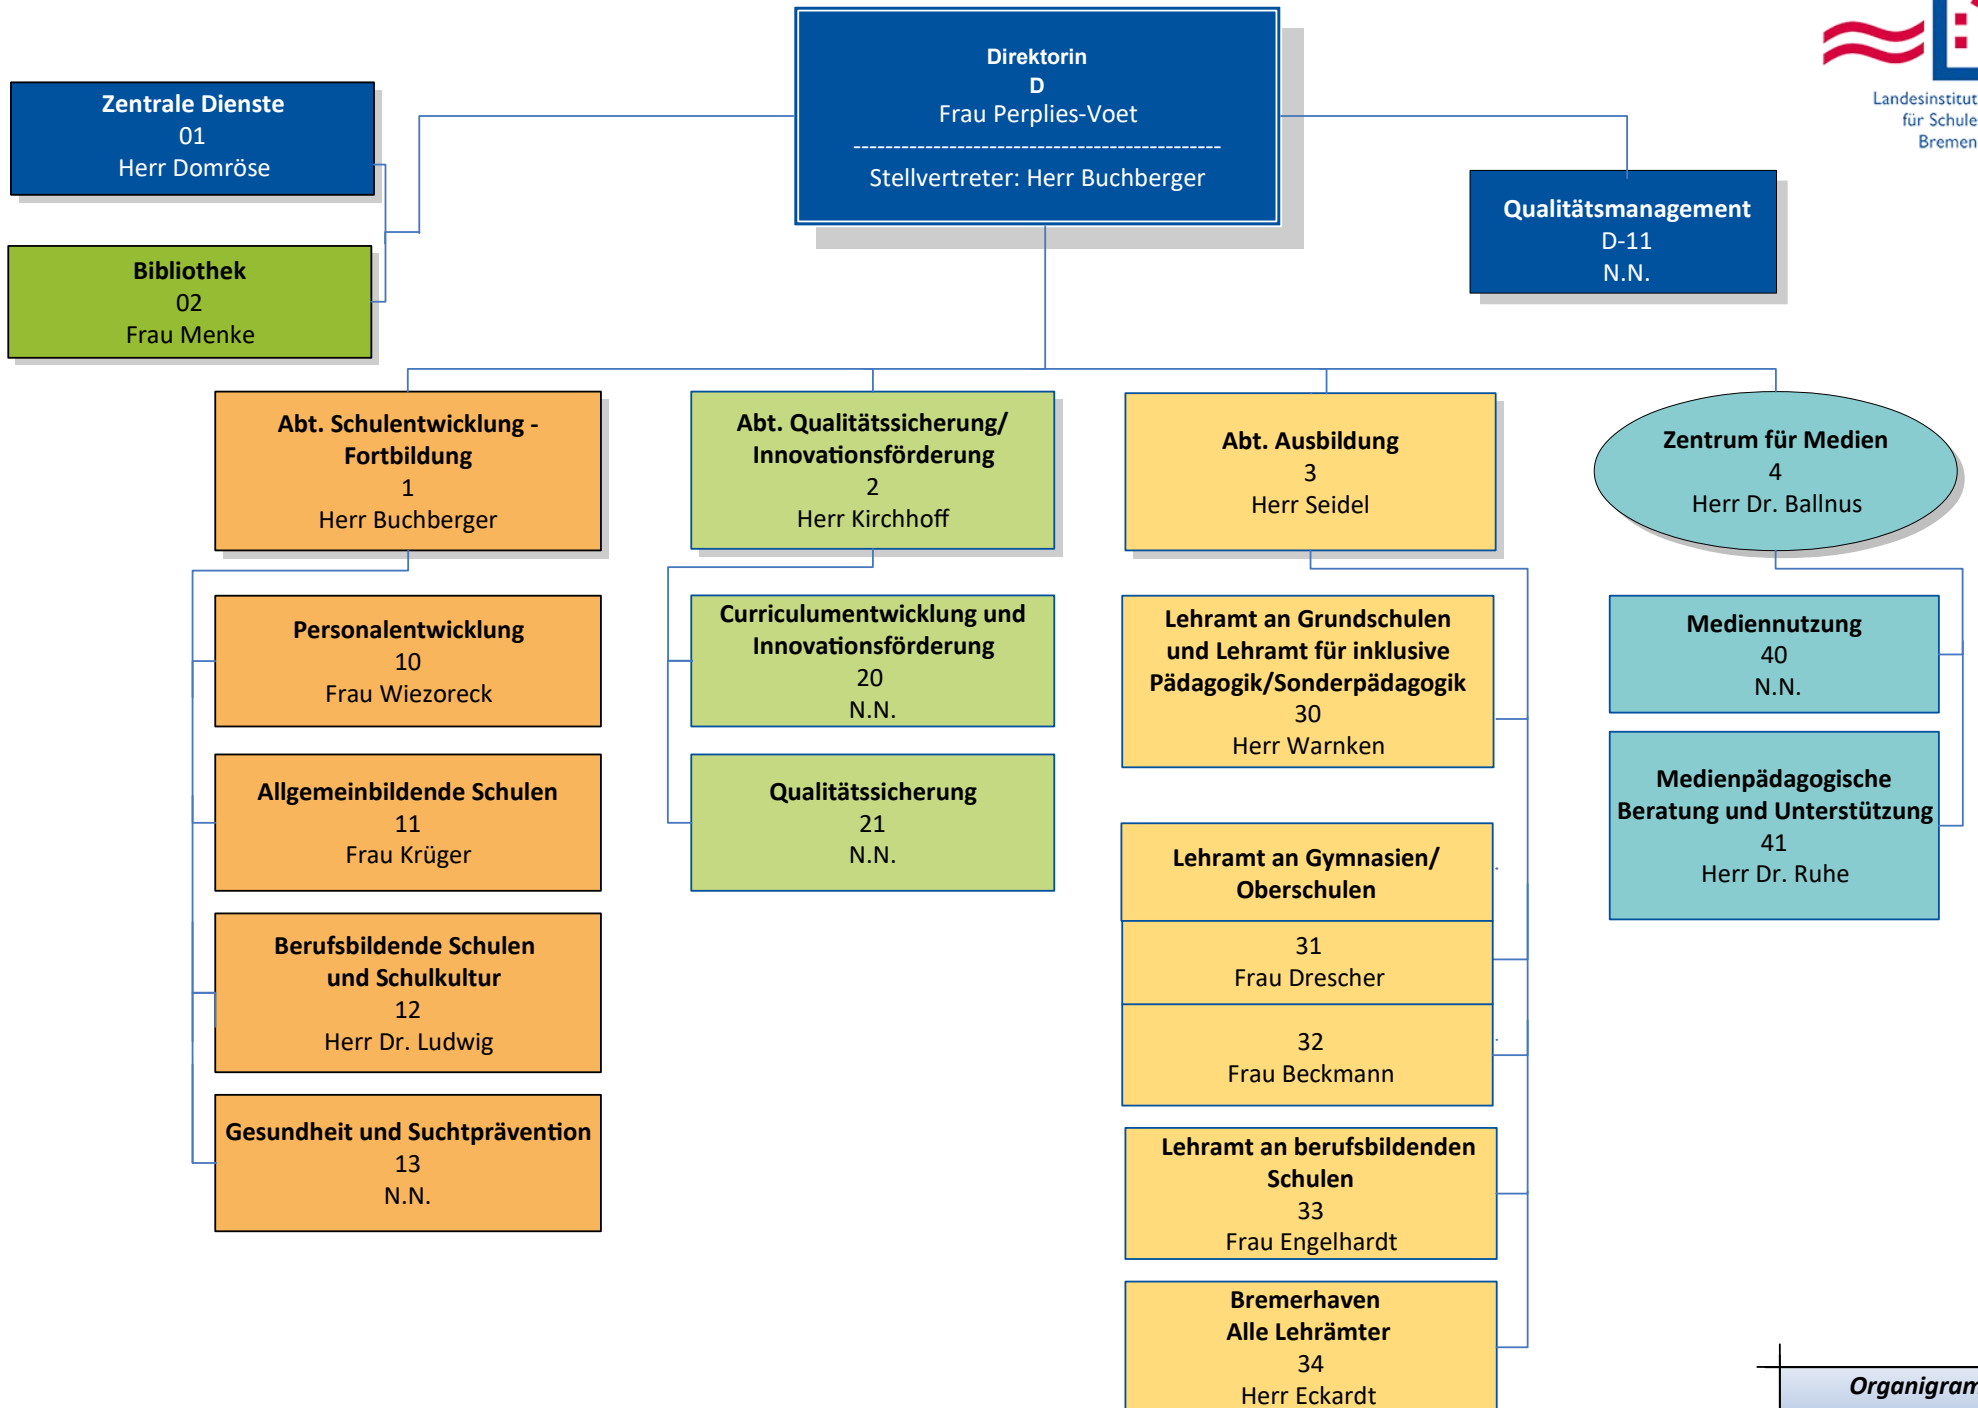 Direktorin
D
Frau Perplies-Voet
----------------------------------------------
Stellvertreter: Herr Buchberger
Landesinstitut
für Schule
Bremen
Zentrale Dienste
01
Herr Domröse
Bibliothek
02
Frau Menke
Qualitätsmanagement
D-11
N.N.
Abt. Schulentwicklung -
Fortbildung
1
Herr Buchberger
Personalentwicklung
10
Frau Wiezoreck
Allgemeinbildende Schulen
11
Frau Krüger
Berufsbildende Schulen
und Schulkultur
12
Herr Dr. Ludwig
Gesundheit und Suchtprävention
13
N.N.
Abt. Qualitätssicherung/
Innovationsförderung
2
Herr Kirchhoff
Curriculumentwicklung und
Innovationsförderung
20
N.N.
Qualitätssicherung
21
N.N.
Abt. Ausbildung
3
Herr Seidel
Lehramt an Grundschulen
und Lehramt für inklusive
Pädagogik/Sonderpädagogik
30
Herr Warnken
Lehramt an Gymnasien/
Oberschulen
31
Frau Drescher
32
Frau Beckmann
Lehramt an berufsbildenden
Schulen
33
Frau Engelhardt
Bremerhaven
Alle Lehrämter
34
Herr Eckardt
Zentrum für Medien
4
Herr Dr. Ballnus
Mediennutzung
40
N.N.
Medienpädagogische
Beratung und Unterstützung
41
Herr Dr. Ruhe